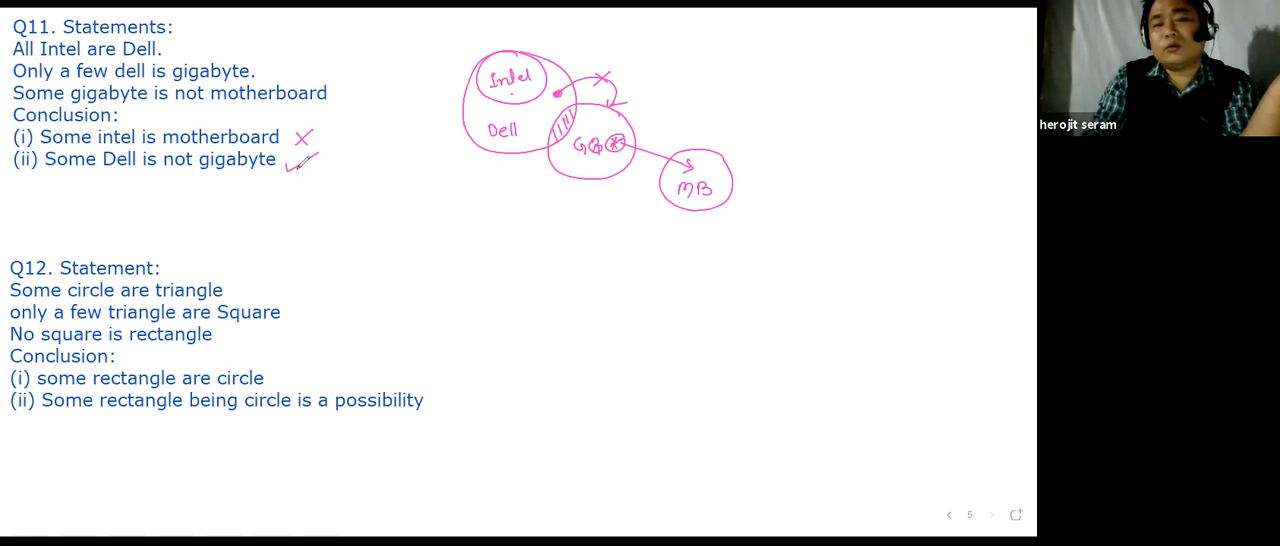 Q11. Statements:
All Intel are Dell.
Only a few dell is gigabyte.
Some gigabyte is not motherboard
Conclusion:
(i) Some intel is motherboard
(ii) Some Dell is not gigabyte
Intel
Dell
GB
MB
herojit seram
Q12. Statement:
Some circle are triangle
only a few triangle are Square
No square is rectangle
Conclusion:
(i) some rectangle are circle
(ii) Some rectangle being circle is a possibility
5